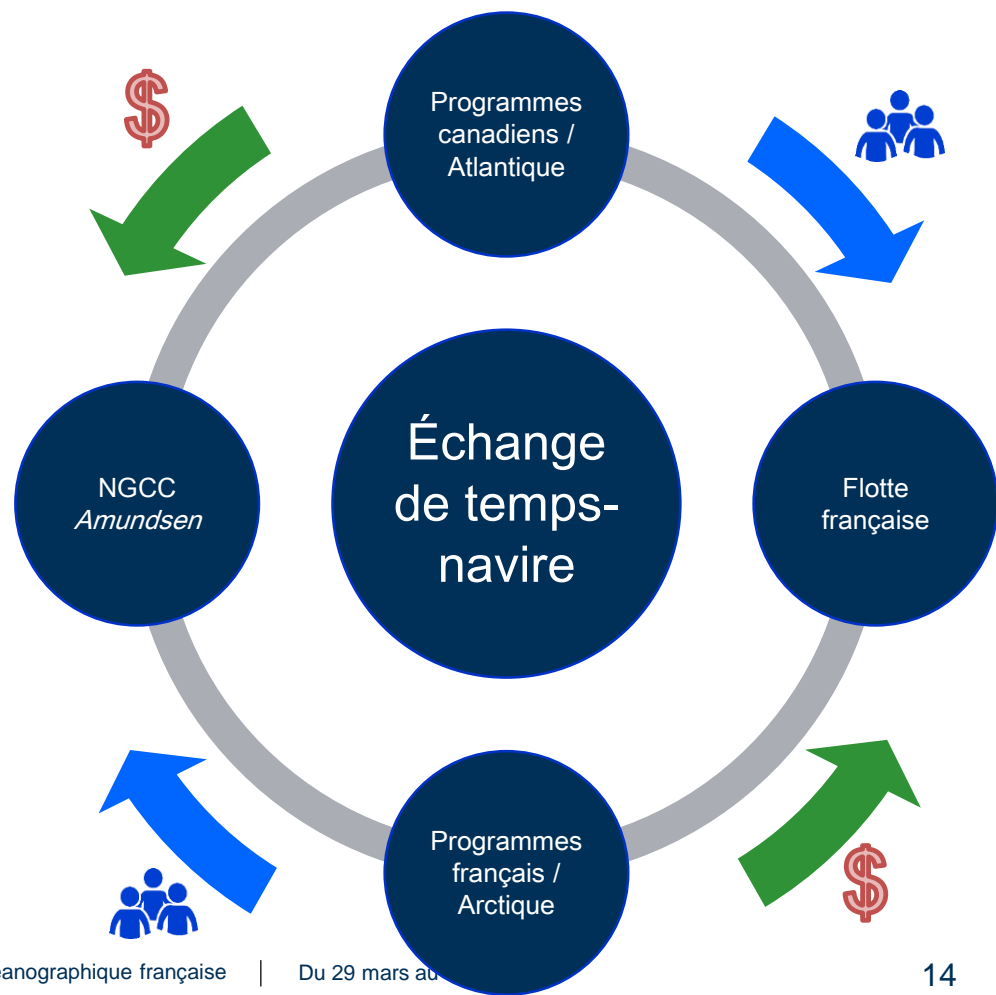 Programmes
canadiens /
Atlantique
NGCC
Amundsen
Échange
de temps-
navire
Flotte
française
Programmes
français /
Arctique
$
$
française
Du 29 mars au
14